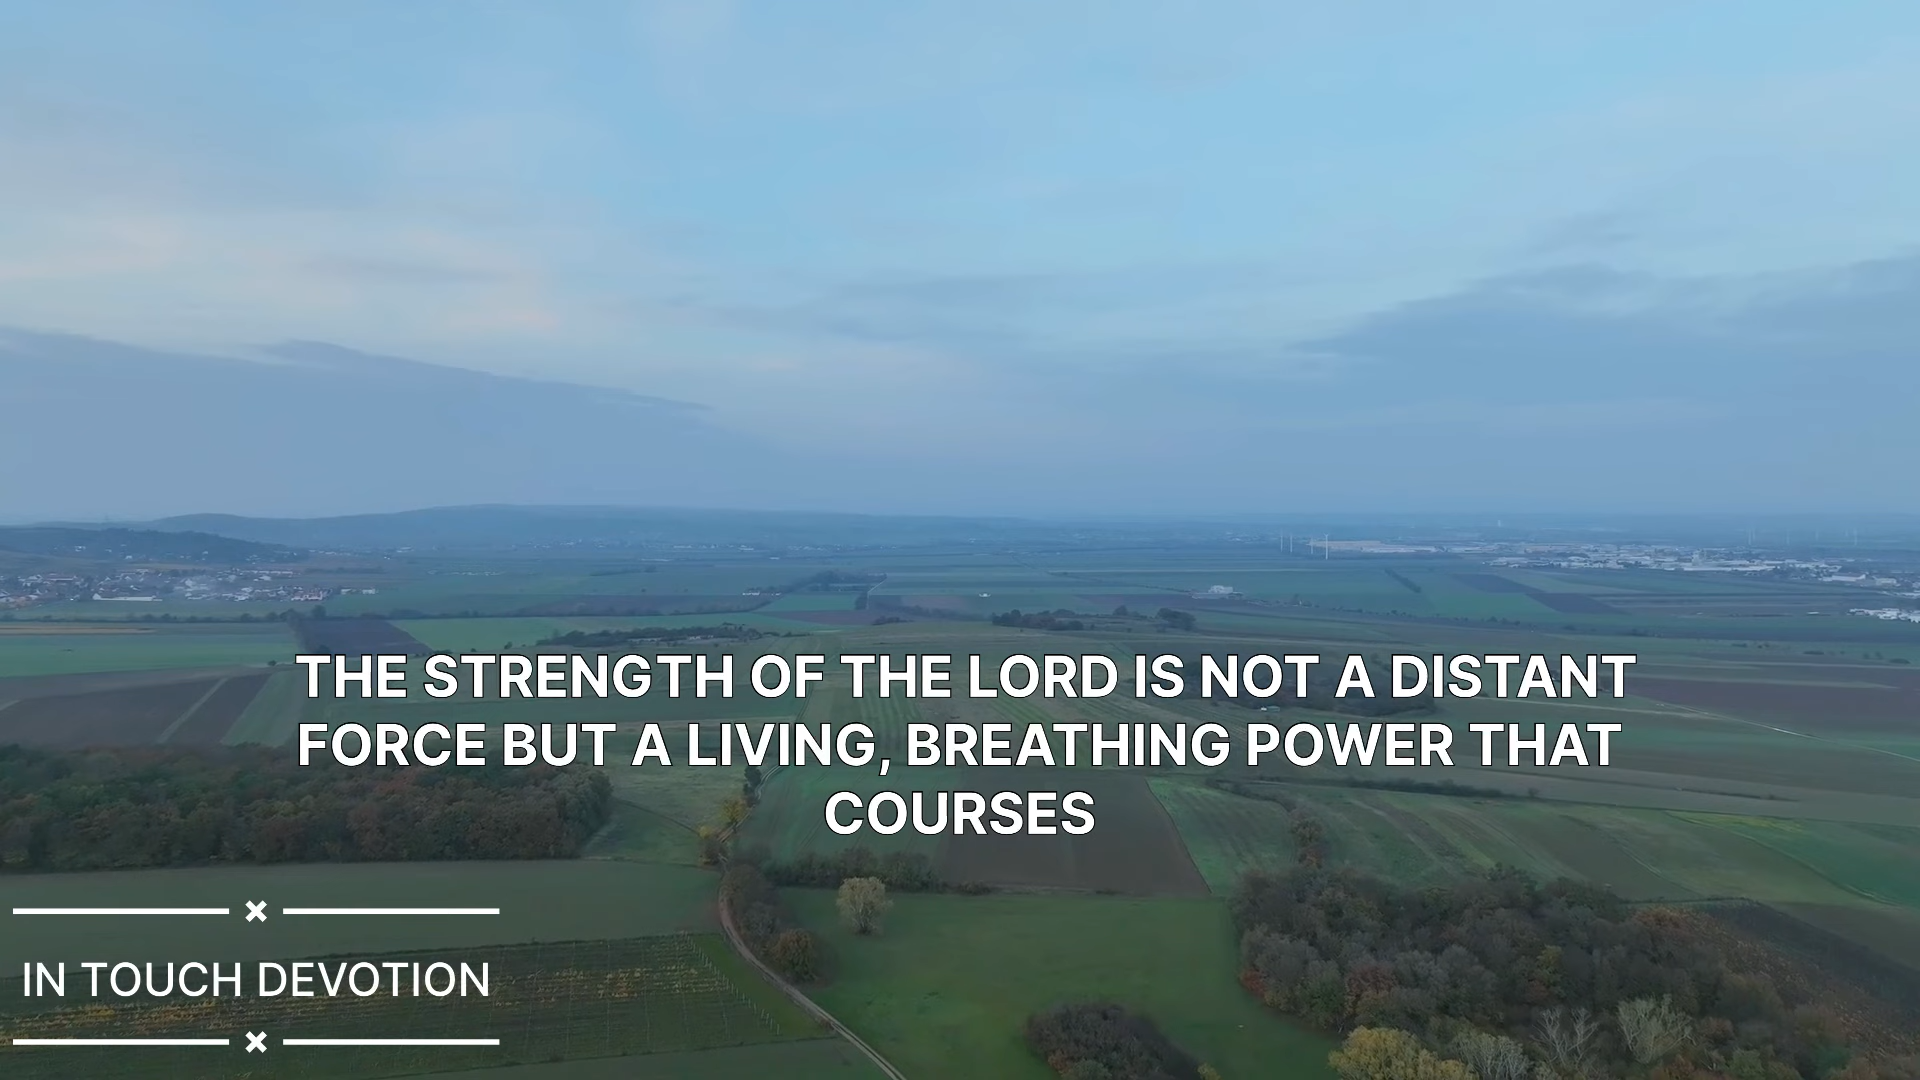 THE STRENGTH OF THE LORD IS NOT A DISTANT
FORCE BUT A LIVING, BREATHING POWER THAT
COURSES
IN TOUCH DEVOTION